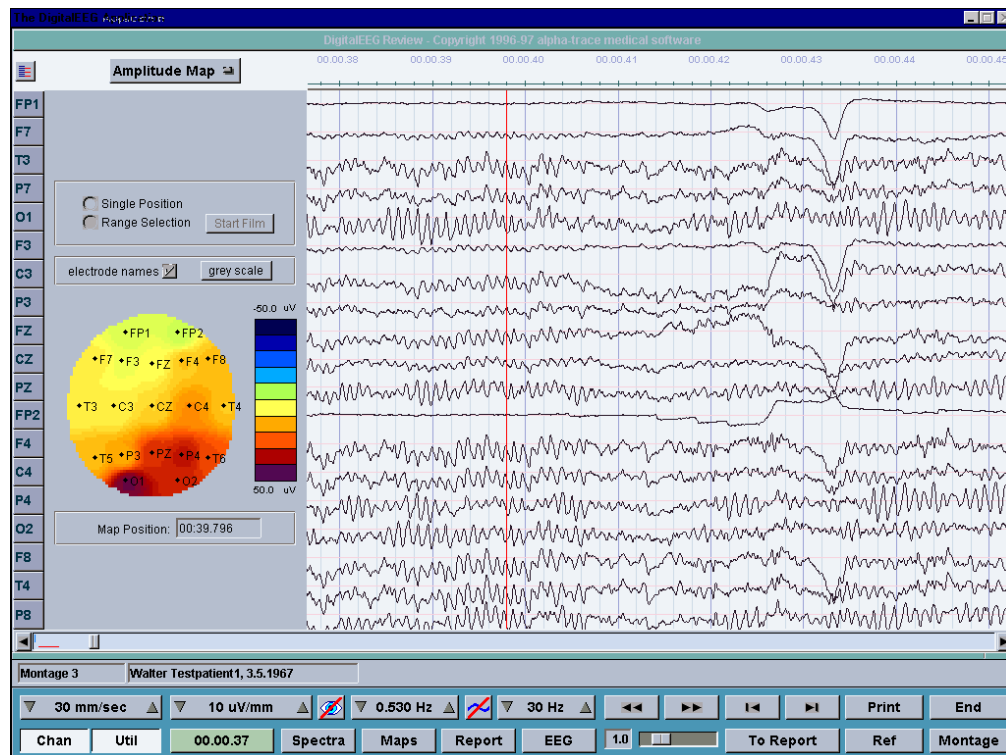 The DigitalEEG
DigitalEEG Review - Copyright 1996-97 alpha-trace medical software
Amplitude Map
00.00.38 00.00.39 00.00.40 00.00.41 00.00.42 00.00.43 00.00.44 00.00.45
FP1
F7
T3
P7
O1
F3
C3
P3
FZ
CZ
PZ
FP2
F4
C4
P4
O2
F8
T4
P8
Single Position
Range Selection Start Film
electrode names grey scale
-50.0 uV
FP1 FP2
F7 F3 FZ F4 F8
T3 C3 CZ C4 T4
T5 P3 PZ P4 T6
O1 O2
50.0 uV
Map Position: 00:39.796
Montage 3 Walter Testpatient1, 3.5.1967
30 mm/sec 10 uV/mm 0.530 Hz 30 Hz Print End
Chan Util 00.00.37 Spectra Maps Report EEG 1.0 To Report Ref Montage